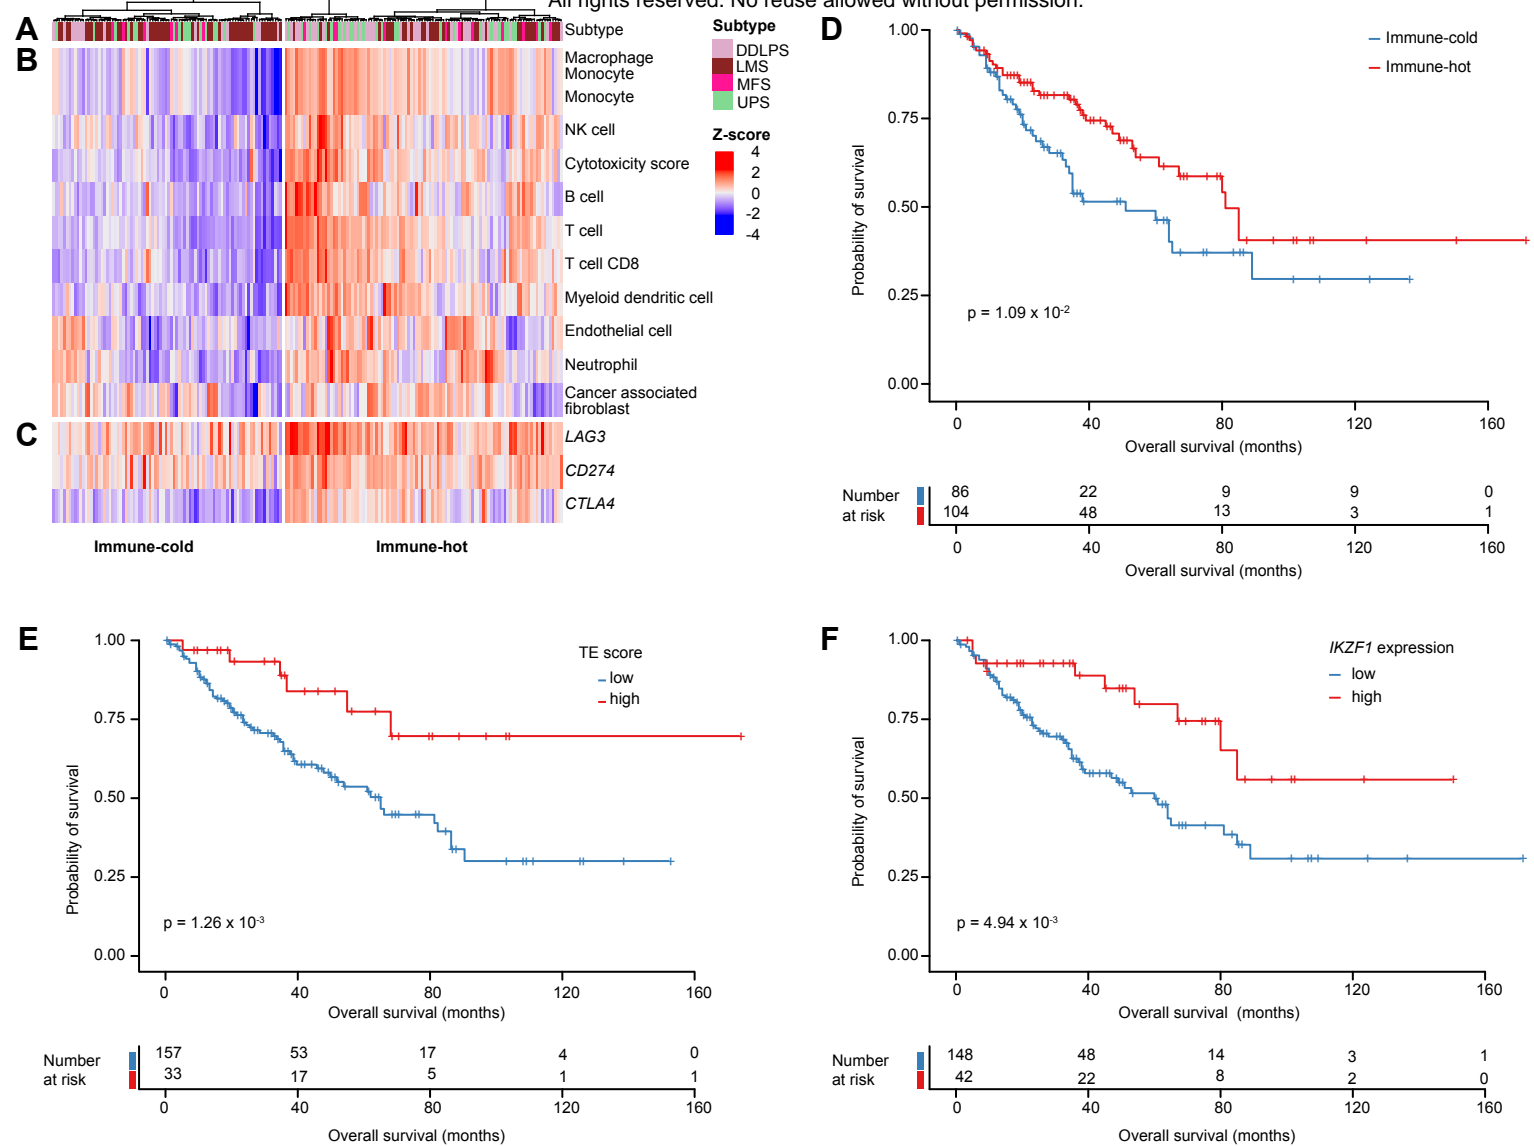 All rights reserved. No reuse allowed without permission.
A
Subtype
B
Macrophage
Monocyte
Monocyte
NK cell
Cytotoxicity score
B cell
T cell
T cell CD8
Myeloid dendritic cell
Endothelial cell
Neutrophil
Cancer associated
fibroblast
C
LAG3
CD274
CTLA4
Immune-cold Immune-hot
Subtype
DDLPS
LMS
MFS
UPS
Z-score
4
2
0
-2
-4
D
Immune-cold
Immune-hot
1.00
0.75
0.50
0.25
0.00
Probability of survival
p = 1.09 x 10-2
0 40 80 120 160
Overall survival (months)
Number
at risk
86 22 9 9 0
104 48 13 3 1
0 40 80 120 160
Overall survival (months)
E
TE score
low
high
1.00
0.75
0.50
0.25
0.00
Probability of survival
p = 1.26 x 10-3
0 40 80 120 160
Overall survival (months)
Number
at risk
157 53 17 4 0
33 17 5 1 1
0 40 80 120 160
Overall survival (months)
F
IKZF1 expression
low
high
1.00
0.75
0.50
0.25
0.00
Probability of survival
p = 4.94 x 10-3
0 40 80 120 160
Overall survival (months)
Number
at risk
148 48 14 3 1
42 22 8 2 0
0 40 80 120 160
Overall survival (months)